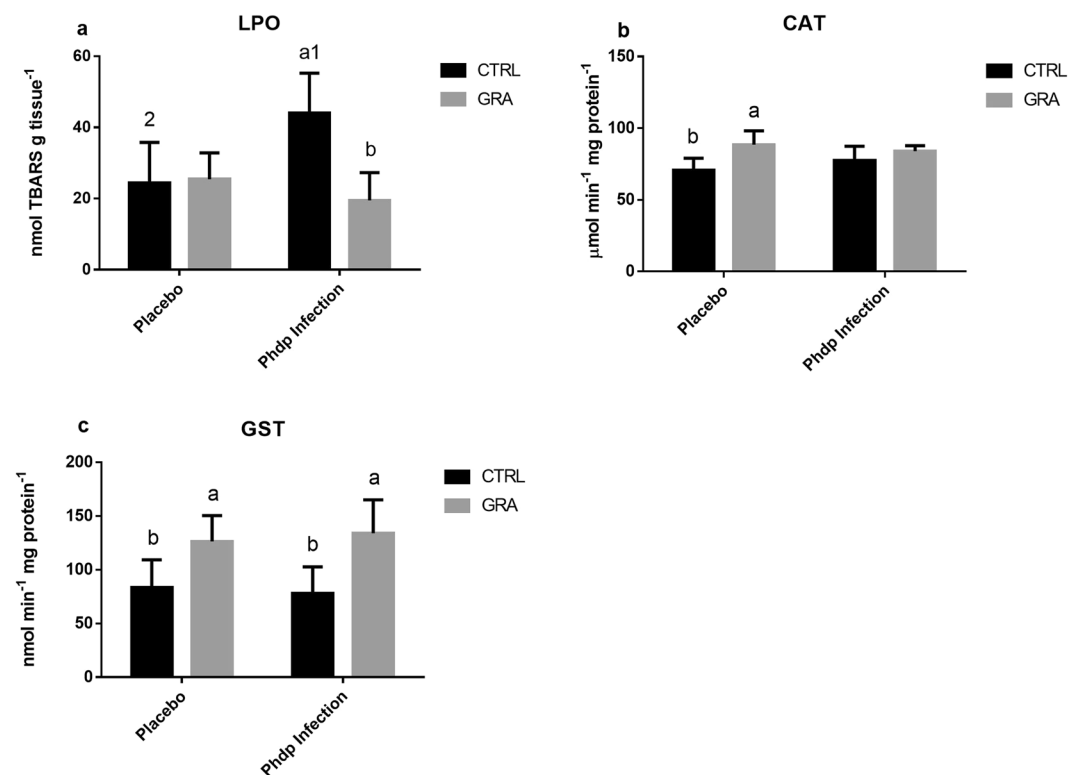 a
LPO
nmol TBARS g tissue⁻¹
60
40
20
0
2
a1
b
Placebo
Phdp Infection
CTRL
GRA
b
CAT
μmol min⁻¹ mg protein⁻¹
150
100
50
0
b
a
Placebo
Phdp Infection
CTRL
GRA
c
GST
nmol min⁻¹ mg protein⁻¹
200
150
100
50
0
b
a
b
a
Placebo
Phdp Infection
CTRL
GRA